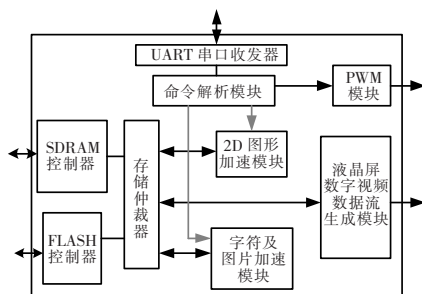 UART 串口收发器
命令解析模块
PWM
模块
SDRAM
控制器
存储仲裁器
2D 图形
加速模块
液晶屏
数字视频
数据流
生成模块
FLASH
控制器
字符及
图片加速
模块